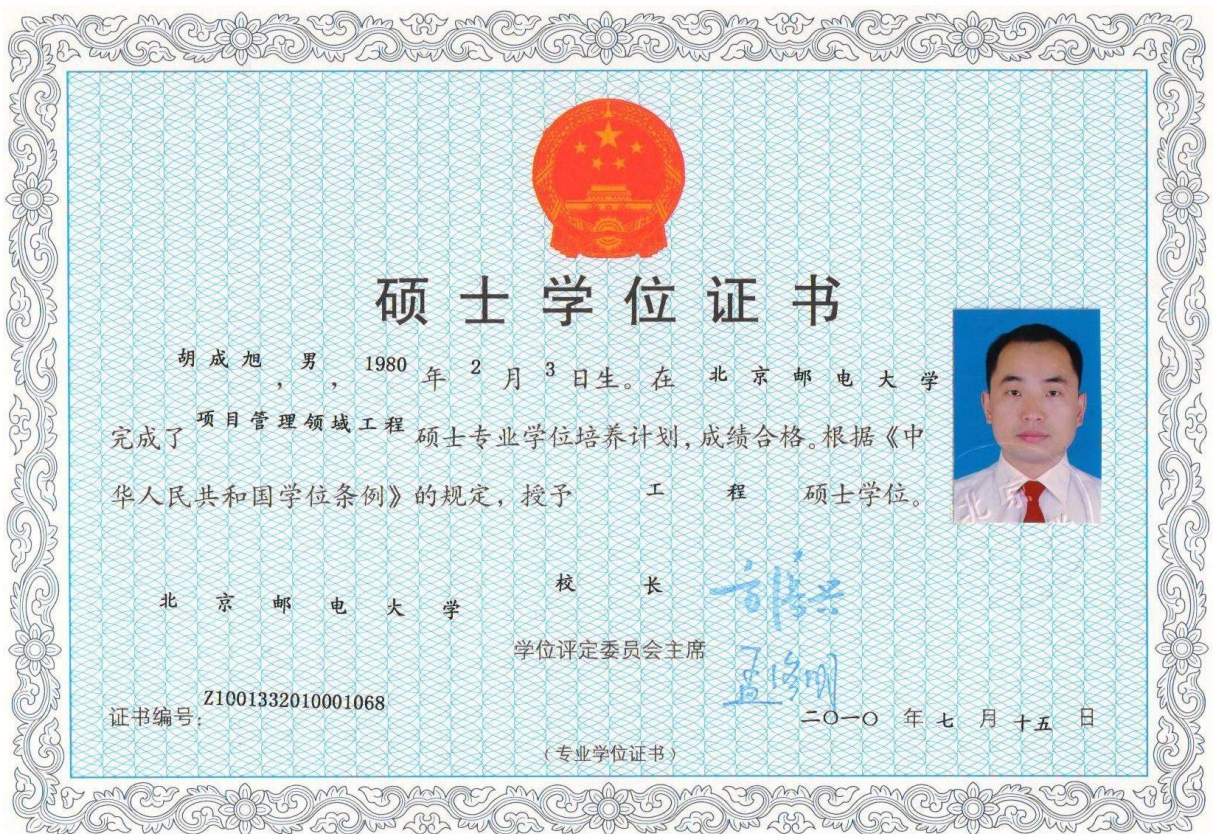 硕士学位证书
胡成旭，男，1980年2月3日生。在北京邮电大学
完成了项目管理领域工程硕士专业学位培养计划，成绩合格。根据《中
华人民共和国学位条例》的规定，授予 工程 硕士学位。
北京邮电大学 校长 方滨兴
学位评定委员会主席
证书编号：Z1001332010001068
二〇一〇年七月十五日
（专业学位证书）